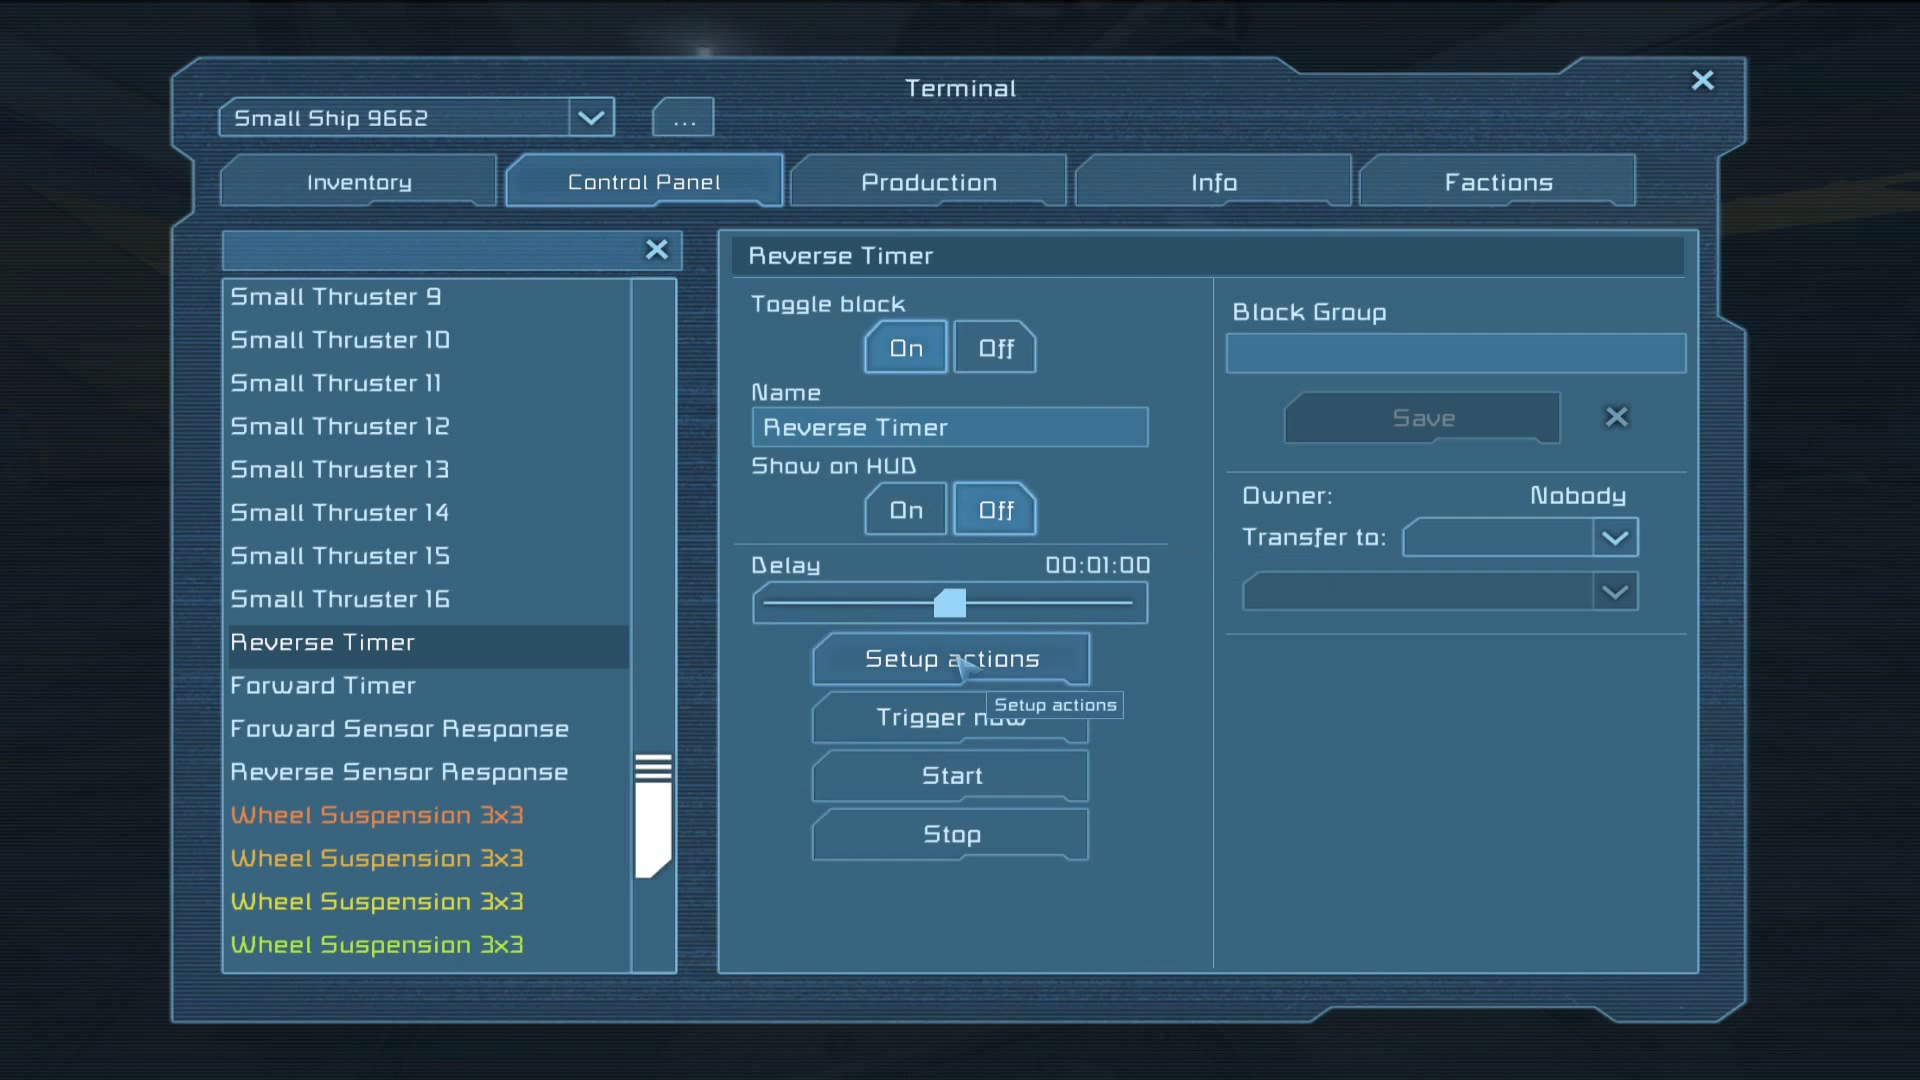 Terminal
Small Ship 9662
...
Inventory
Control Panel
Production
Info
Factions
Small Thruster 9
Small Thruster 10
Small Thruster 11
Small Thruster 12
Small Thruster 13
Small Thruster 14
Small Thruster 15
Small Thruster 16
Reverse Timer
Forward Timer
Forward Sensor Response
Reverse Sensor Response
Wheel Suspension 3x3
Wheel Suspension 3x3
Wheel Suspension 3x3
Wheel Suspension 3x3
Reverse Timer
Toggle block
On Off
Name
Reverse Timer
Show on HUD
On Off
Delay 00:01:00
Setup actions
Setup actions
Trigger now
Start
Stop
Block Group
Save
Owner: Nobody
Transfer to: